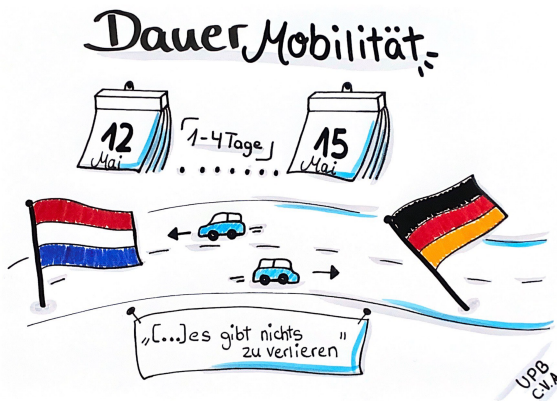 Dauer Mobilität
12
Mai
1-4 Tage
15
Mai
„[...] es gibt nichts
zu verlieren"
UPB
C.V.A